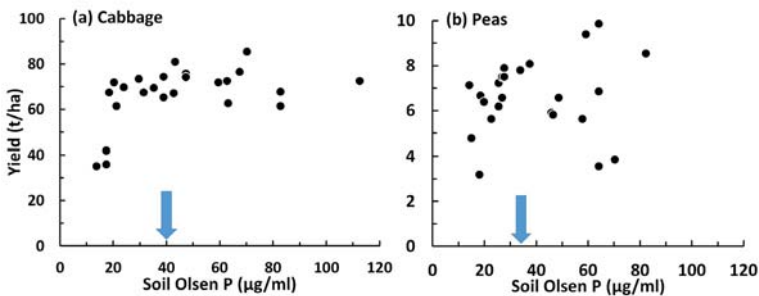 (a) Cabbage
Yield (t/ha)
100
80
60
40
20
0
0 20 40 60 80 100 120
Soil Olsen P (µg/ml)
(b) Peas
10
8
6
4
2
0
0 20 40 60 80 100 120
Soil Olsen P (µg/ml)